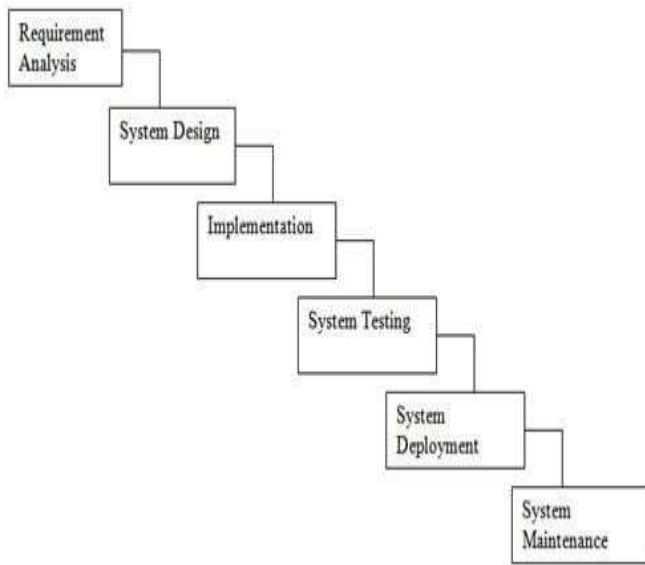 Requirement
Analysis
System Design
Implementation
System Testing
System
Deployment
System
Maintenance